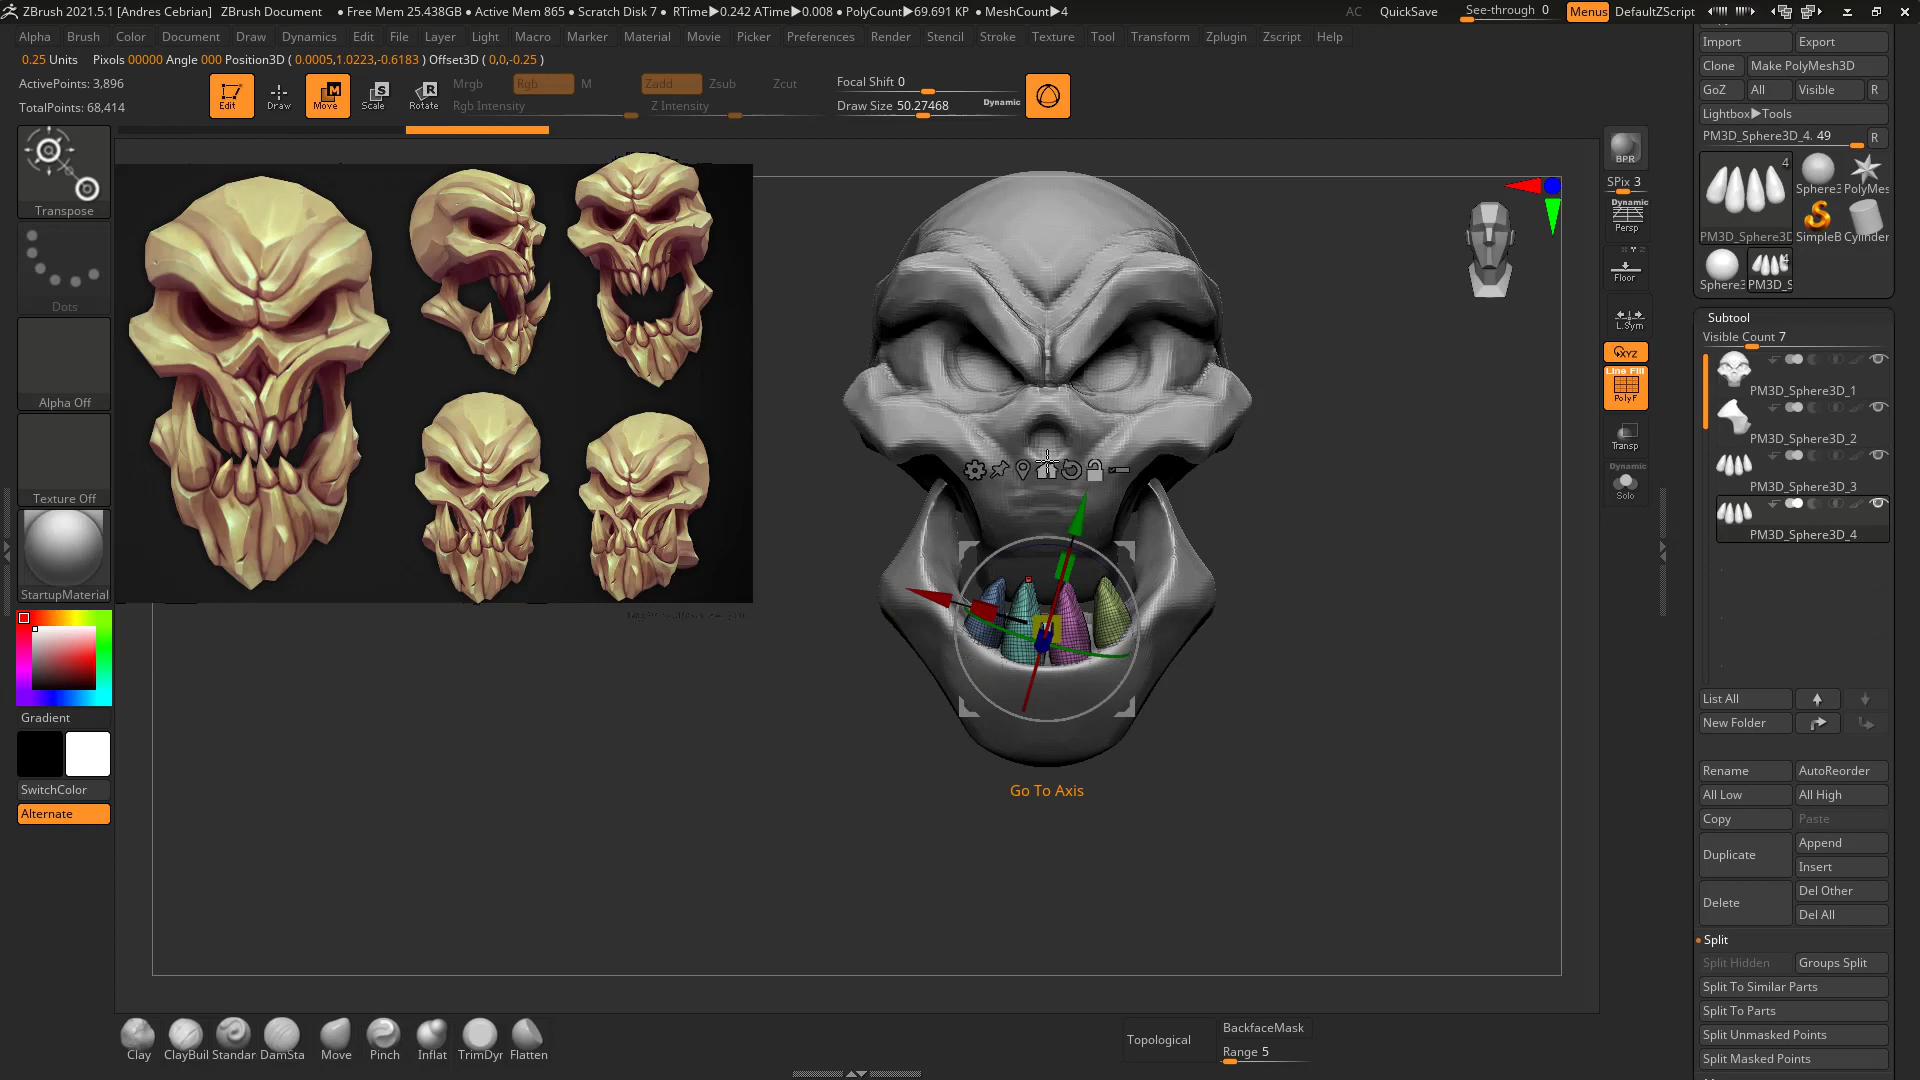 ZBrush 2021.5.1 [Andres Cebrian] ZBrush Document ● Free Mem 25.438GB ● Active Mem 865 ● Scratch Disk 7 ● RTime▶0.242 ATime▶0.008 ● PolyCount▶69.691 KP ● MeshCount▶4 AC QuickSave See-through 0 Menus DefaultZScript
Alpha Brush Color Document Draw Dynamics Edit File Layer Light Macro Marker Material Movie Picker Preferences Render Stencil Stroke Texture Tool Transform Zplugin Zscript Help
0.25 Units Pixols 00000 Angle 000 Position3D ( 0.0005,1.0223,-0.6183 ) Offset3D ( 0,0,-0.25 )
ActivePoints: 3,896
TotalPoints: 68,414
Edit Draw Move Scale Rotate
Mrgb Rgb M Zadd Zsub Zcut
Rgb Intensity Z Intensity
Focal Shift 0
Draw Size 50.27468 Dynamic
Transpose
Dots
Alpha Off
Texture Off
StartupMaterial
Gradient
SwitchColor
Alternate
Go To Axis
Clay ClayBuil Standar DamSta Move Pinch Inflat TrimDyr Flatten
Topological
BackfaceMask
Range 5
BPR
SPix 3
Dynamic
Persp
Floor
L.Sym
XYZ
Line Fill
PolyF
Transp
Dynamic
Solo
Import Export
Clone Make PolyMesh3D
GoZ All Visible R
Lightbox▶Tools
PM3D_Sphere3D_4. 49 R
4
Sphere3 PolyMes
PM3D_Sphere3D SimpleB Cylinder
4
Sphere3 PM3D_S
Subtool
Visible Count 7
PM3D_Sphere3D_1
PM3D_Sphere3D_2
PM3D_Sphere3D_3
PM3D_Sphere3D_4
List All
New Folder
Rename AutoReorder
All Low All High
Copy Paste
Duplicate Append
Insert
Delete Del Other
Del All
Split
Split Hidden Groups Split
Split To Similar Parts
Split To Parts
Split Unmasked Points
Split Masked Points